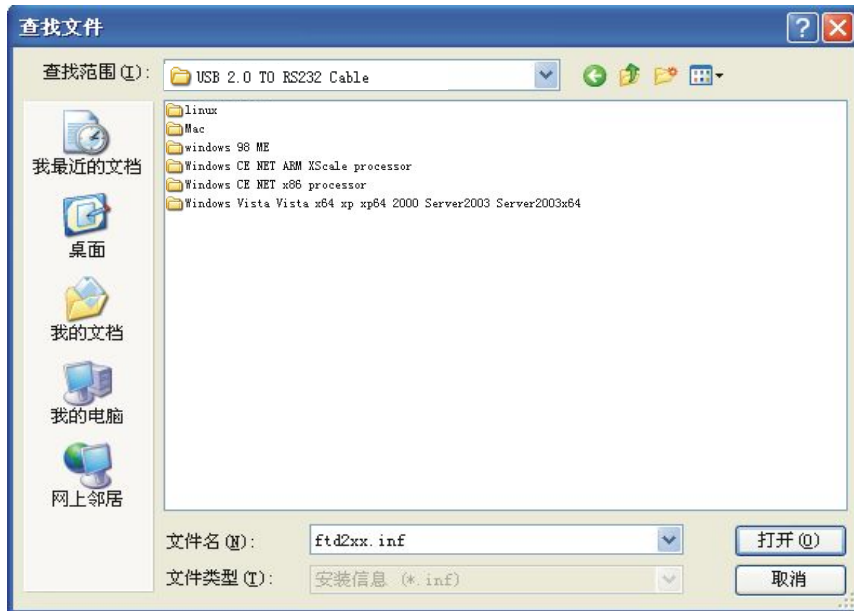 查找文件
查找范围(I): USB 2.0 TO RS232 Cable
linux
Mac
windows 98 ME
Windows CE NET ARM XScale processor
Windows CE NET x86 processor
Windows Vista Vista x64 xp xp64 2000 Server2003 Server2003x64
我最近的文档
桌面
我的文档
我的电脑
网上邻居
文件名(N): ftd2xx.inf 打开(O)
文件类型(T): 安装信息 (*.inf) 取消